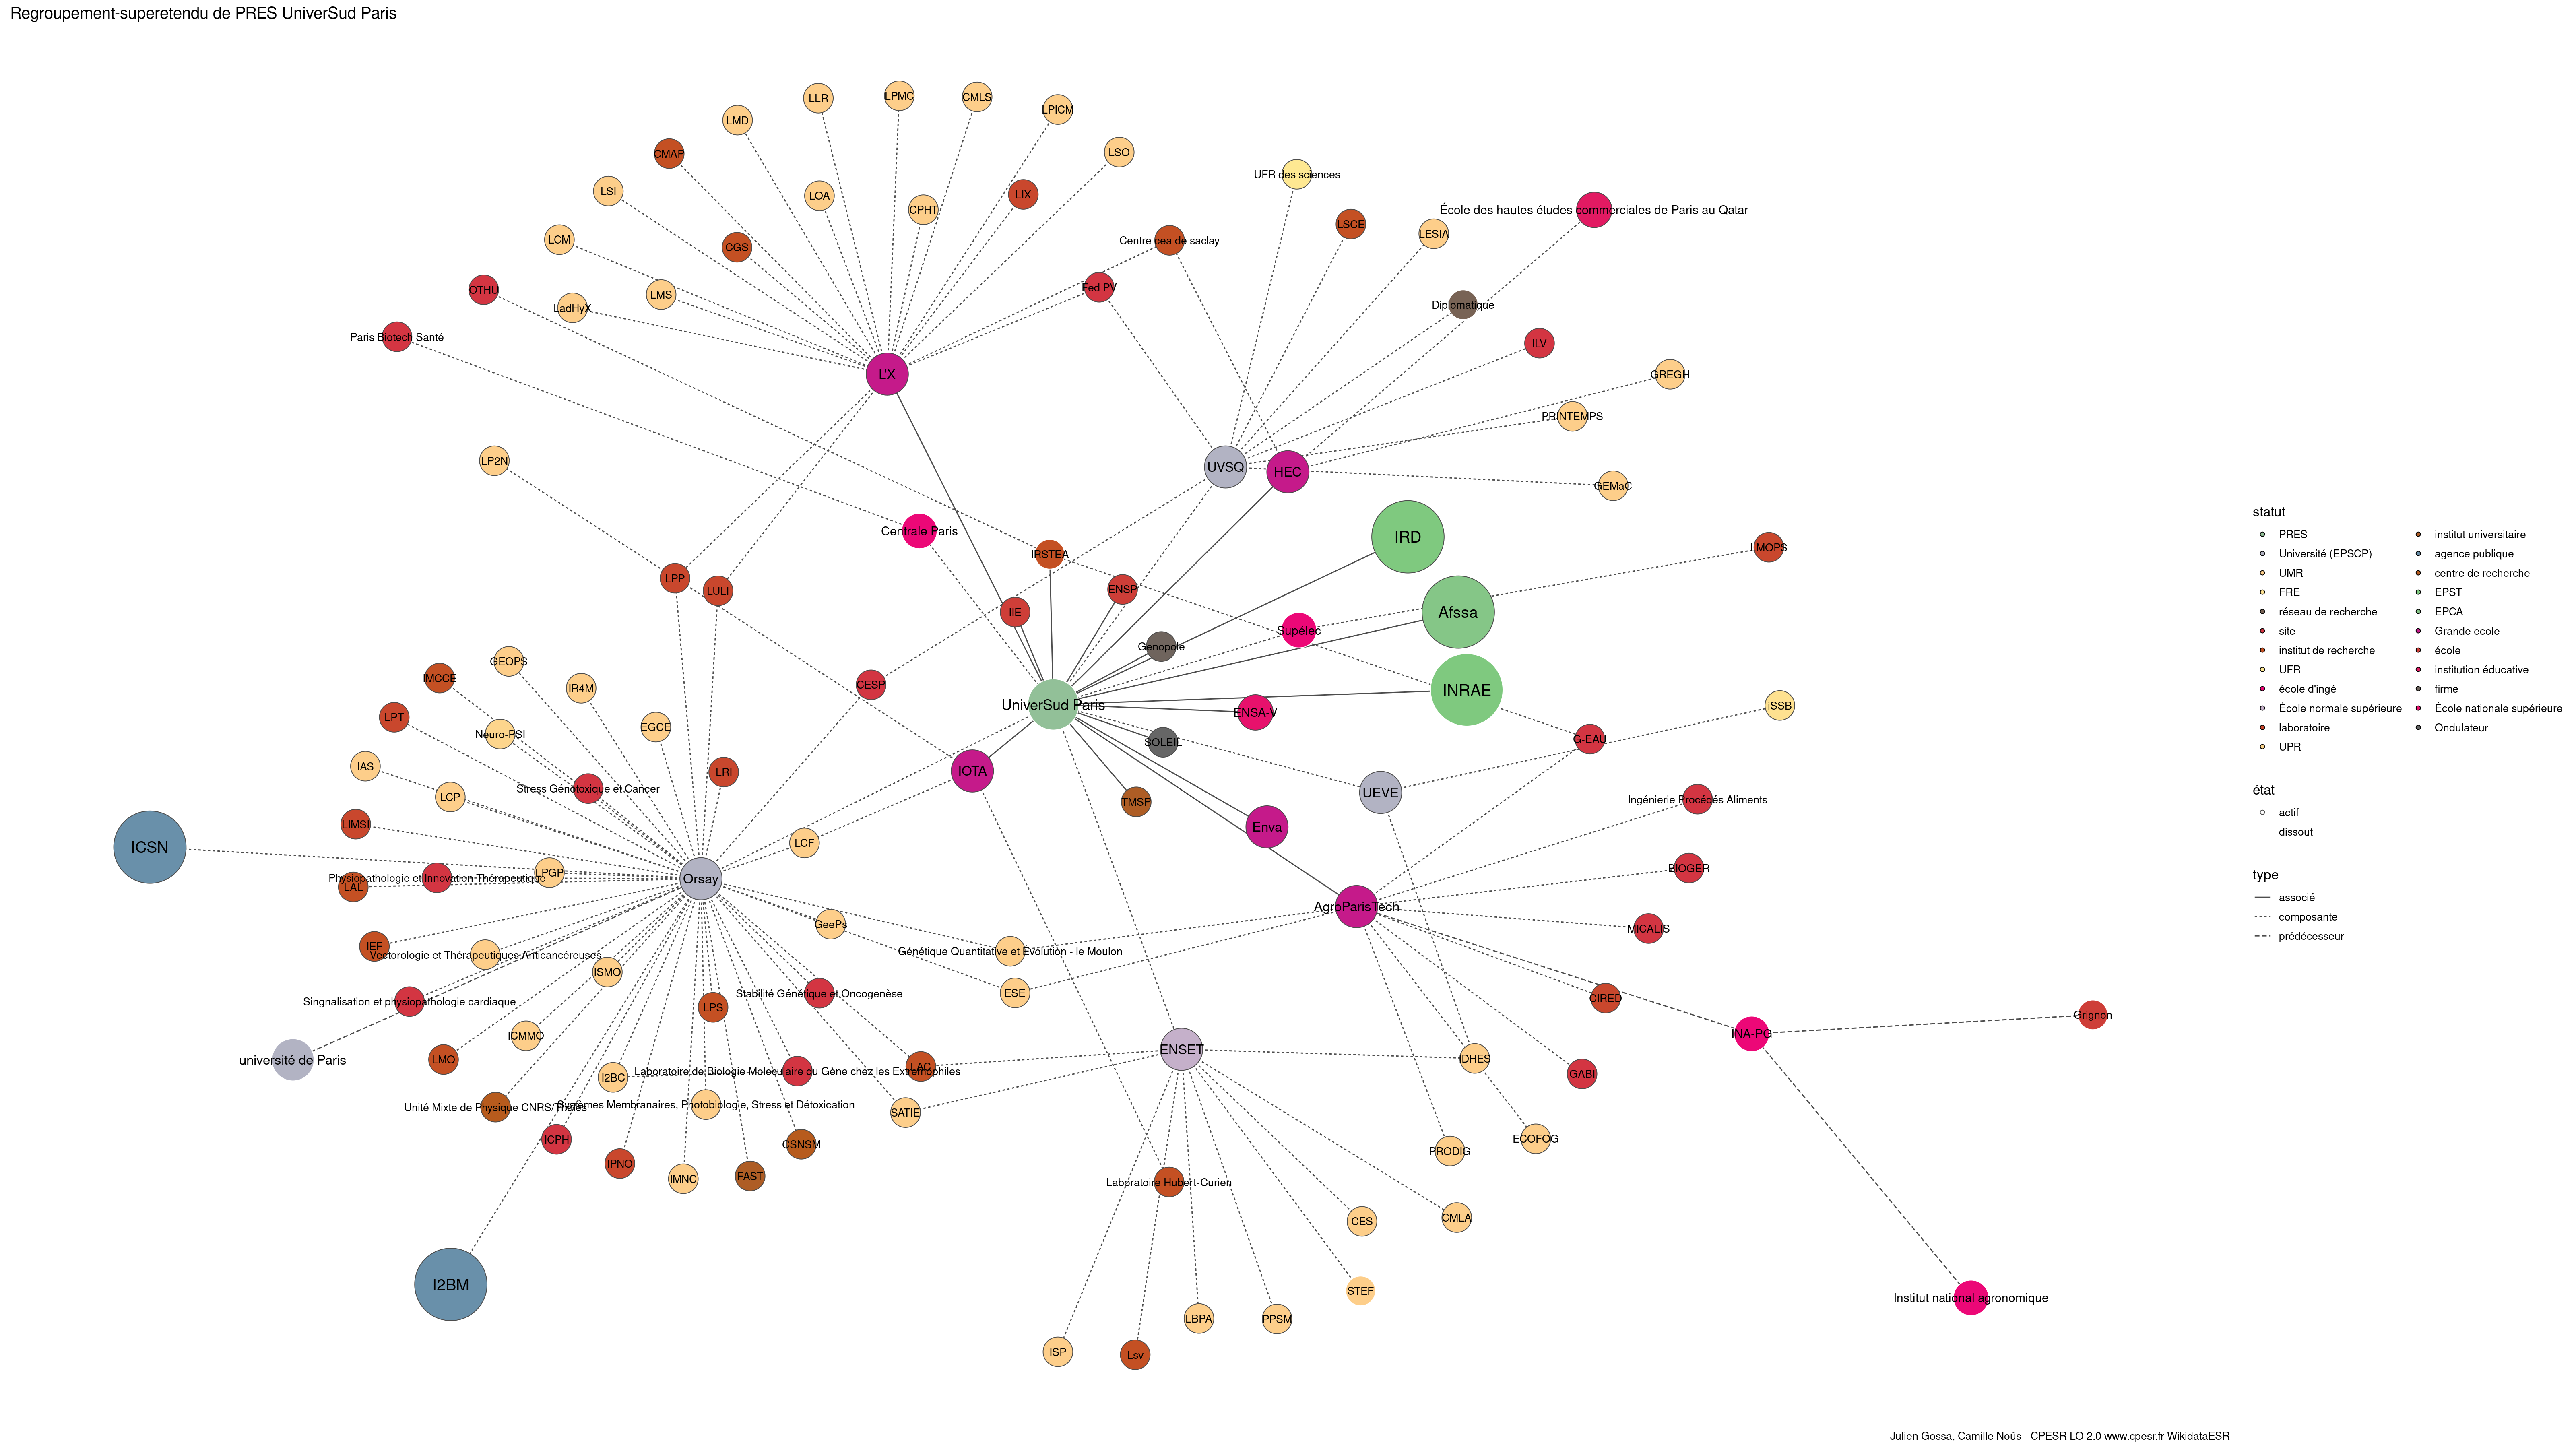 Regroupement-superetendu de PRES UniverSud Paris
LLR
LPMC
CMLS
LPICM
LMD
LSO
CMAP
UFR des sciences
LSI
LOA
LIX
CPHT
École des hautes études commerciales de Paris au Qatar
LSCE
LESIA
LCM
CGS
Centre cea de saclay
OTHU
LMS
Fed PV
LadHyX
Diplomatique
Paris Biotech Santé
ILV
L'X
GREGH
PRINTEMPS
LP2N
UVSQ
HEC
GEMaC
Centrale Paris
IRD
IRSTEA
LMOPS
LPP
LULI
ENSP
IIE
Afssa
Supélec
Genopole
GEOPS
IMCCE
IR4M
CESP
INRAE
UniverSud Paris
iSSB
LPT
ENSA-V
EGCE
Neuro-PSI
SOLEIL
G-EAU
IAS
LRI
IOTA
Stress Génotoxique et Cancer
LCP
UEVE
TMSP
Ingénierie Procédés Aliments
LIMSI
Enva
LCF
ICSN
BIOGER
LPGP
Physiopathologie et Innovation Thérapeutique
Orsay
LAL
AgroParisTech
GeePs
MICALIS
IEF
Génétique Quantitative et Évolution - le Moulon
Vectorologie et Thérapeutiques Anticancéreuses
ISMO
ESE
Stabilité Génétique et Oncogenèse
CIRED
Singnalisation et physiopathologie cardiaque
LPS
Grignon
INA-PG
ICMMO
ENSET
université de Paris
LMO
IDHES
LAC
Laboratoire de Biologie Moleculaire du Gène chez les Extremophiles
GABI
I2BC
Unité Mixte de Physique CNRS/Thales
Systèmes Membranaires, Photobiologie, Stress et Détoxication
SATIE
ICPH
CSNSM
ECOFOG
PRODIG
IPNO
FAST
IMNC
Laboratoire Hubert-Curien
CES
CMLA
I2BM
STEF
Institut national agronomique
LBPA
PPSM
ISP
Lsv
statut
PRES
Université (EPSCP)
UMR
FRE
réseau de recherche
site
institut de recherche
UFR
école d'ingé
École normale supérieure
laboratoire
UPR
institut universitaire
agence publique
centre de recherche
EPST
EPCA
Grande ecole
école
institution éducative
firme
École nationale supérieure
Ondulateur
état
actif
dissout
type
associé
composante
prédécesseur
Julien Gossa, Camille Noûs - CPESR LO 2.0 www.cpesr.fr WikidataESR